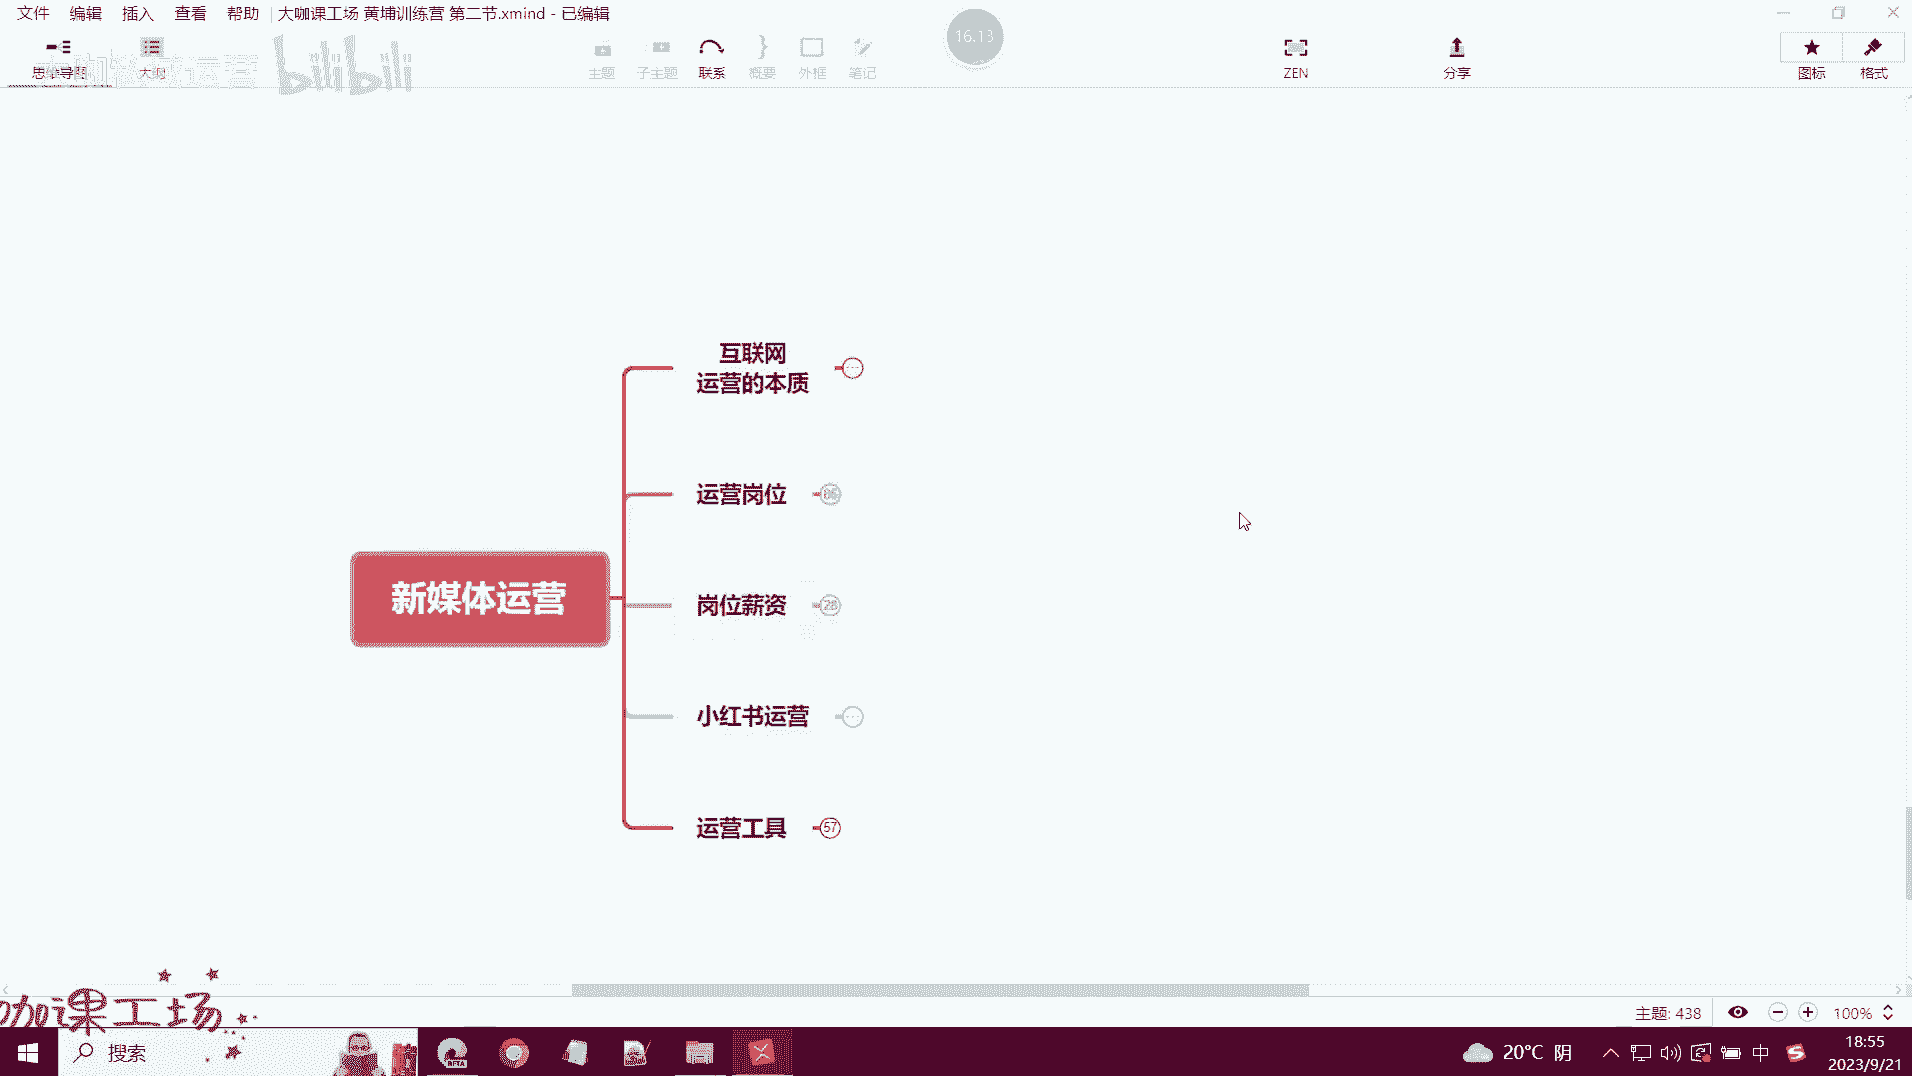 文件 编辑 插入 查看 帮助 大咖课工场 黄埔训练营 第二节.xmind - 已编辑
16.13
思维导图 大纲 主题 子主题 联系 概要 外框 笔记 ZEN 分享 图标 格式
bilibili
互联网
运营的本质
运营岗位
新媒体运营
岗位薪资 28
小红书运营
运营工具 57
咖课工场
主题: 438 100%
搜索
20°C 阴 中
18:55
2023/9/21